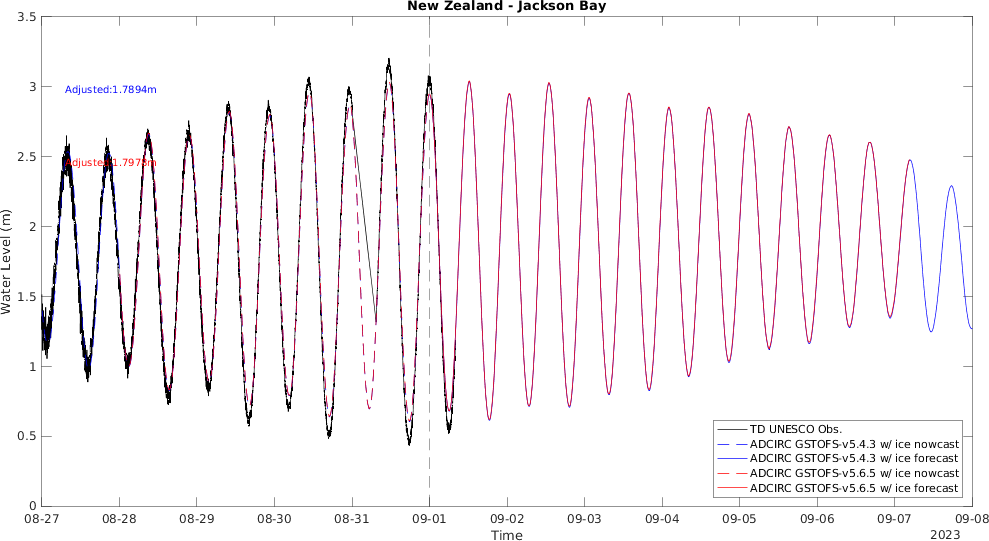 New Zealand - Jackson Bay
Water Level (m)
3.5
3
2.5
2
1.5
1
0.5
0
Adjusted:1.7894m
Adjusted:1.7978m
TD UNESCO Obs.
ADCIRC GSTOFS-v5.4.3 w/ ice nowcast
ADCIRC GSTOFS-v5.4.3 w/ ice forecast
ADCIRC GSTOFS-v5.6.5 w/ ice nowcast
ADCIRC GSTOFS-v5.6.5 w/ ice forecast
08-27 08-28 08-29 08-30 08-31 09-01 09-02 09-03 09-04 09-05 09-06 09-07 09-08
Time
2023